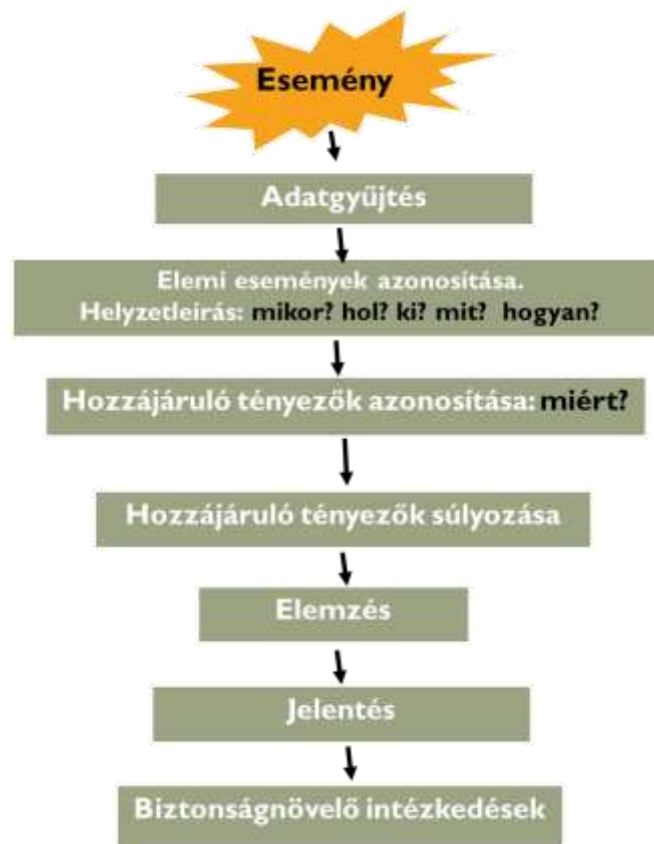 Esemény
Adatgyűjtés
Elemi események azonosítása.
Helyzetleírás: mikor? hol? ki? mit? hogyan?
Hozzájáruló tényezők azonosítása: miért?
Hozzájáruló tényezők súlyozása
Elemzés
Jelentés
Biztonságnövelő intézkedések